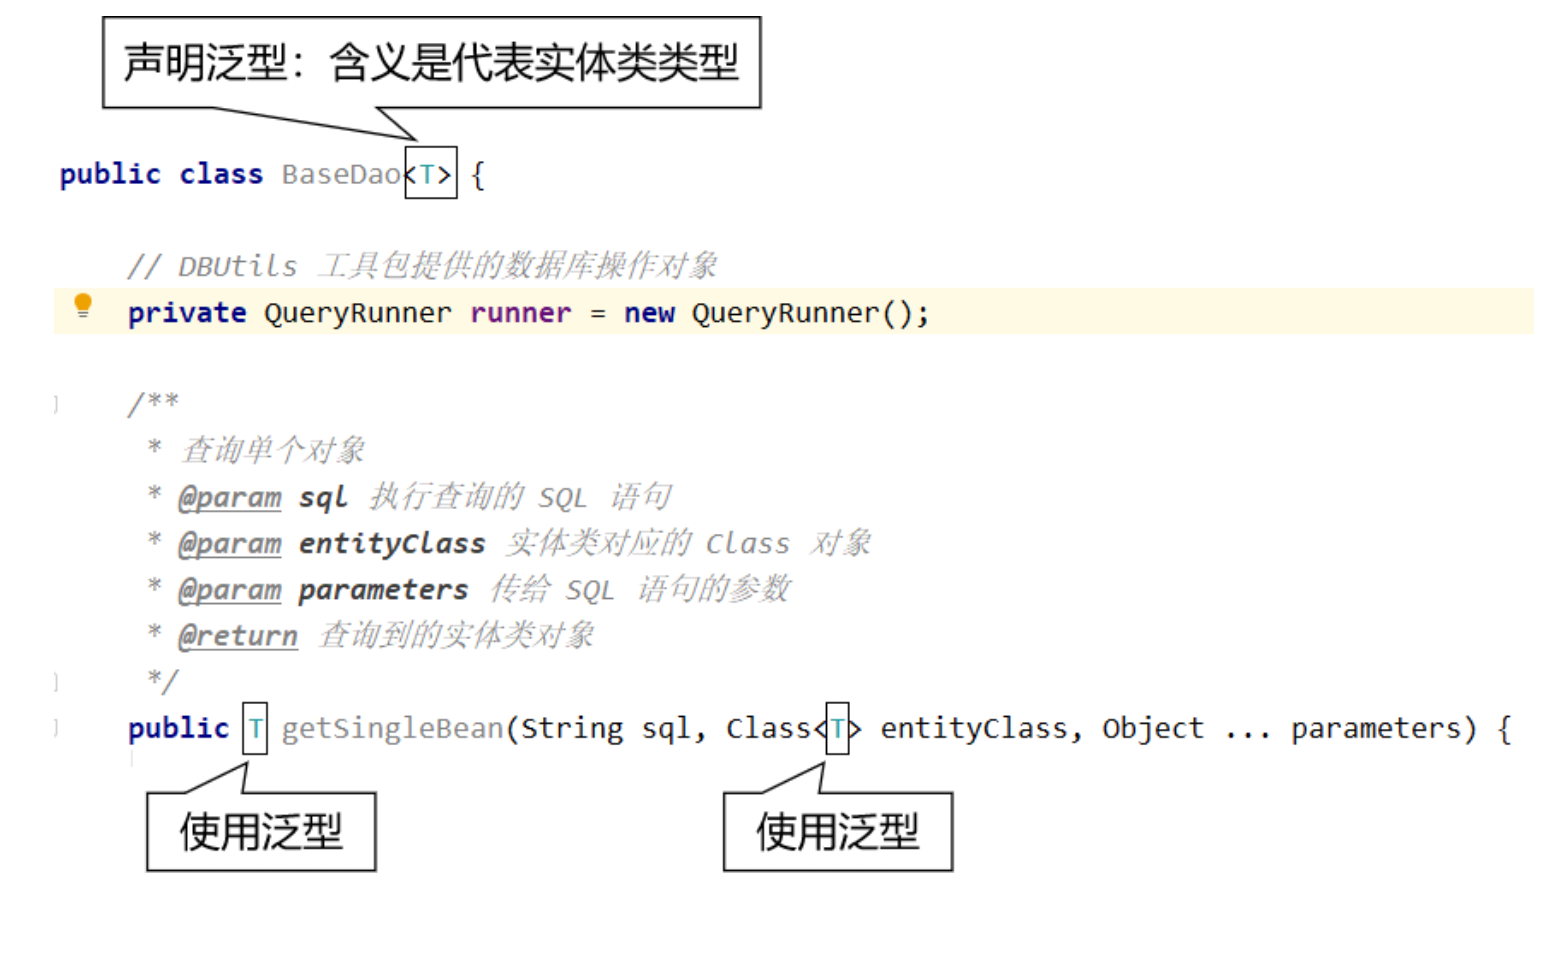 声明泛型：含义是代表实体类类型
public class BaseDao<T> {
// DBUtils 工具包提供的数据库操作对象
private QueryRunner runner = new QueryRunner();
/**
* 查询单个对象
* @param sql 执行查询的 SQL 语句
* @param entityClass 实体类对应的 Class 对象
* @param parameters 传给 SQL 语句的参数
* @return 查询到的实体类对象
*/
public T getSingleBean(String sql, Class<T> entityClass, Object ... parameters) {
使用泛型
使用泛型